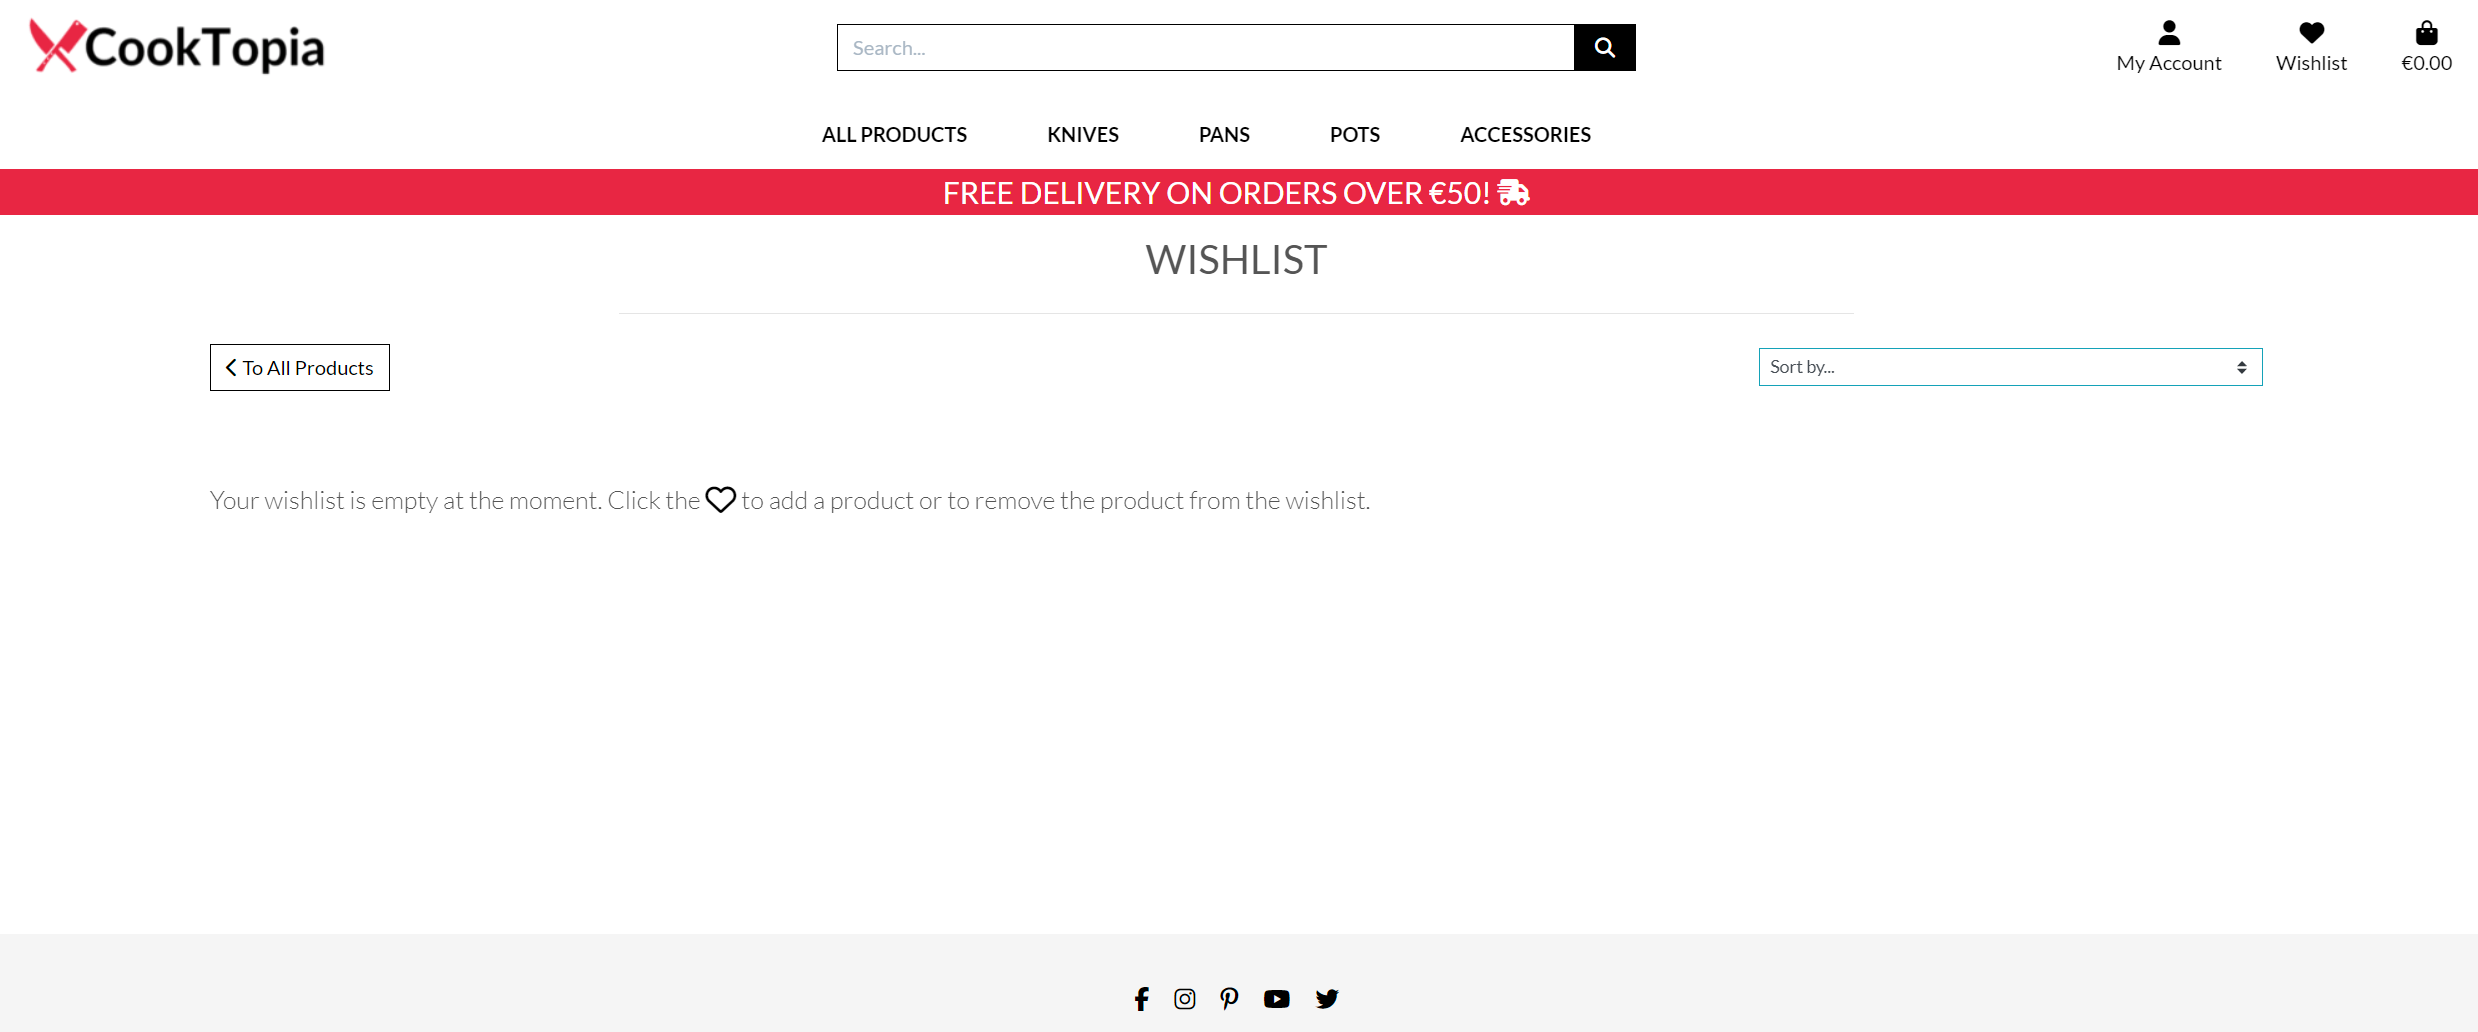 CookTopia
Search...
My Account
Wishlist
€0.00
ALL PRODUCTS
KNIVES
PANS
POTS
ACCESSORIES
FREE DELIVERY ON ORDERS OVER €50!
WISHLIST
To All Products
Sort by...
Your wishlist is empty at the moment. Click the to add a product or to remove the product from the wishlist.